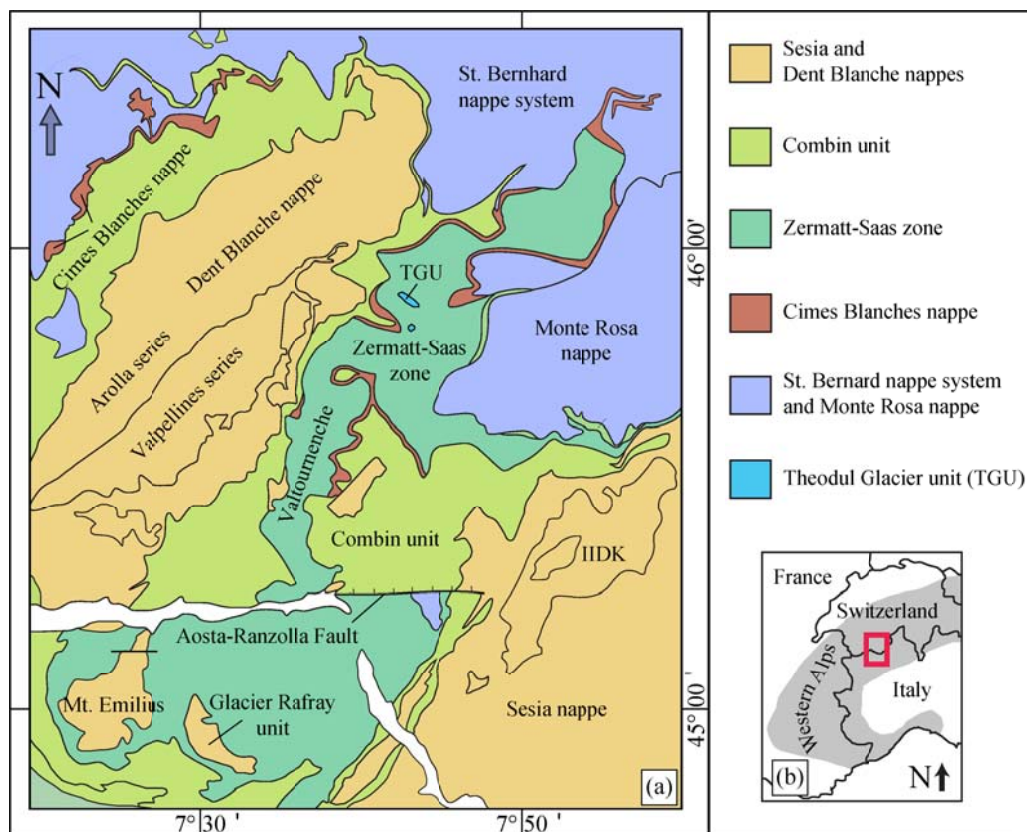 N
St. Bernhard
nappe system
Cimes Blanches nappe
Dent Blanche nappe
TGU
46°00'
Monte Rosa
nappe
Zermatt-Saas
zone
Arolla series
Valpellines series
Valtournenche
Combin unit
IIDK
Aosta-Ranzolla Fault
Mt. Emilius
Glacier Rafray
unit
Sesia nappe
45°00'
(a)
7°30 '
7°50 '
Sesia and
Dent Blanche nappes
Combin unit
Zermatt-Saas zone
Cimes Blanches nappe
St. Bernard nappe system
and Monte Rosa nappe
Theodul Glacier unit (TGU)
France
Switzerland
Western Alps
Italy
(b)
N